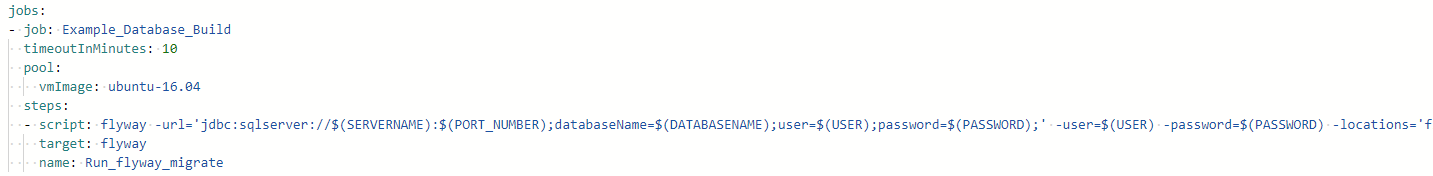 jobs:
- job: Example_Database_Build
  timeoutInMinutes: 10
  pool:
    vmImage: ubuntu-16.04
  steps:
  - script: flyway -url='jdbc:sqlserver://$(SERVERNAME):$(PORT_NUMBER);databaseName=$(DATABASENAME);user=$(USER);password=$(PASSWORD);' -user=$(USER) -password=$(PASSWORD) -locations='f
    target: flyway
    name: Run_flyway_migrate